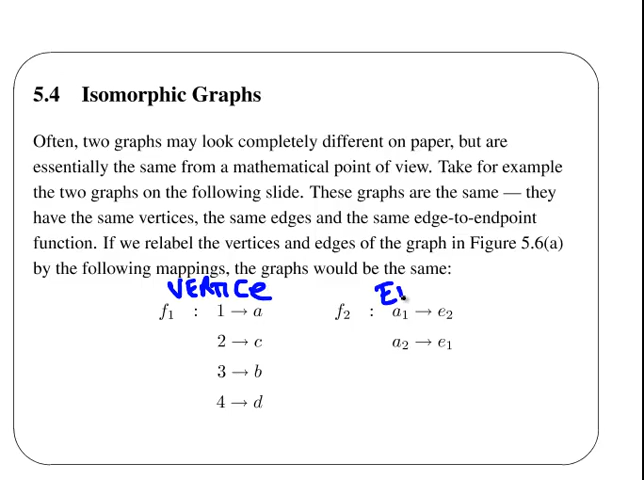 5.4 Isomorphic Graphs
Often, two graphs may look completely different on paper, but are
essentially the same from a mathematical point of view. Take for example
the two graphs on the following slide. These graphs are the same — they
have the same vertices, the same edges and the same edge-to-endpoint
function. If we relabel the vertices and edges of the graph in Figure 5.6(a)
by the following mappings, the graphs would be the same:
VERTICE
f₁ : 1 → a f₂ : a₁ → e₂
2 → c a₂ → e₁
3 → b
4 → d